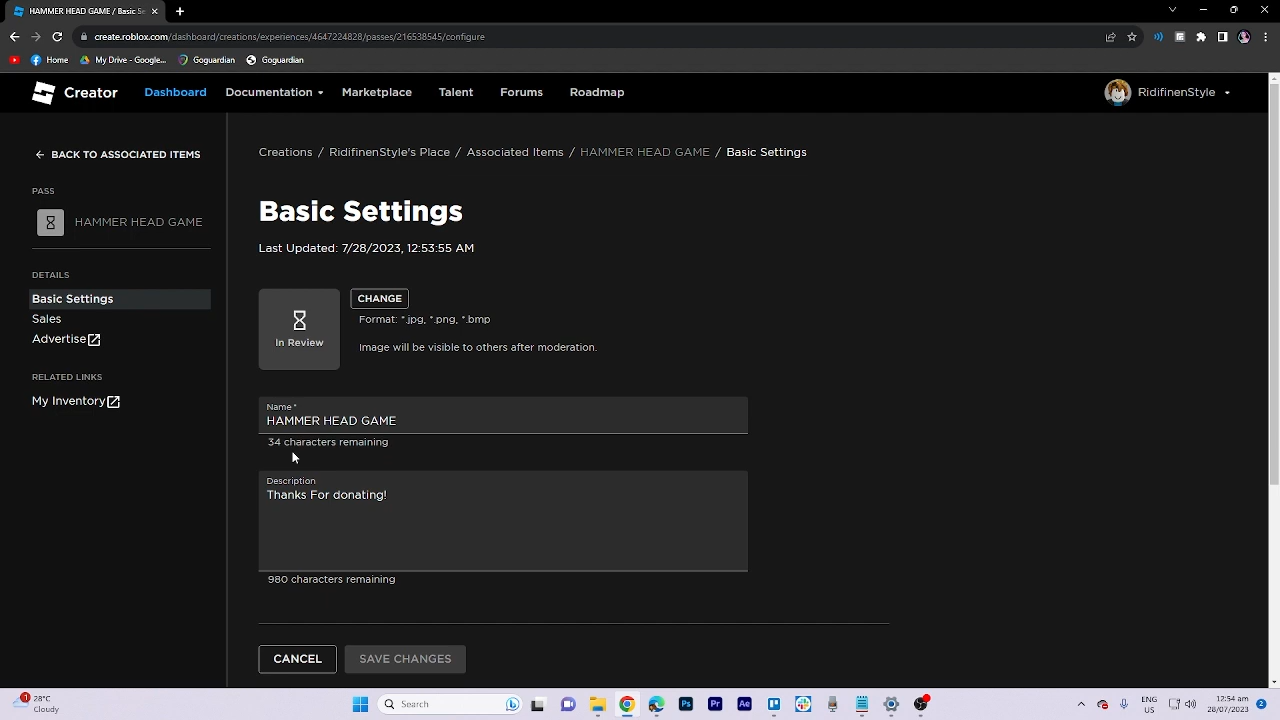 HAMMER HEAD GAME / Basic Se
create.roblox.com/dashboard/creations/experiences/4647224828/passes/216538545/configure
Home
My Drive - Google...
Goguardian
Goguardian
Creator
Dashboard
Documentation
Marketplace
Talent
Forums
Roadmap
RidifinenStyle
BACK TO ASSOCIATED ITEMS
PASS
HAMMER HEAD GAME
DETAILS
Basic Settings
Sales
Advertise
RELATED LINKS
My Inventory
Creations / RidifinenStyle's Place / Associated Items / HAMMER HEAD GAME / Basic Settings
Basic Settings
Last Updated: 7/28/2023, 12:53:55 AM
In Review
CHANGE
Format: *.jpg, *.png, *.bmp
Image will be visible to others after moderation.
Name*
HAMMER HEAD GAME
34 characters remaining
Description
Thanks For donating!
980 characters remaining
CANCEL
SAVE CHANGES
1
28°C
Cloudy
Search
Ps
Pr
Ae
ENG
US
12:54 am
28/07/2023
2